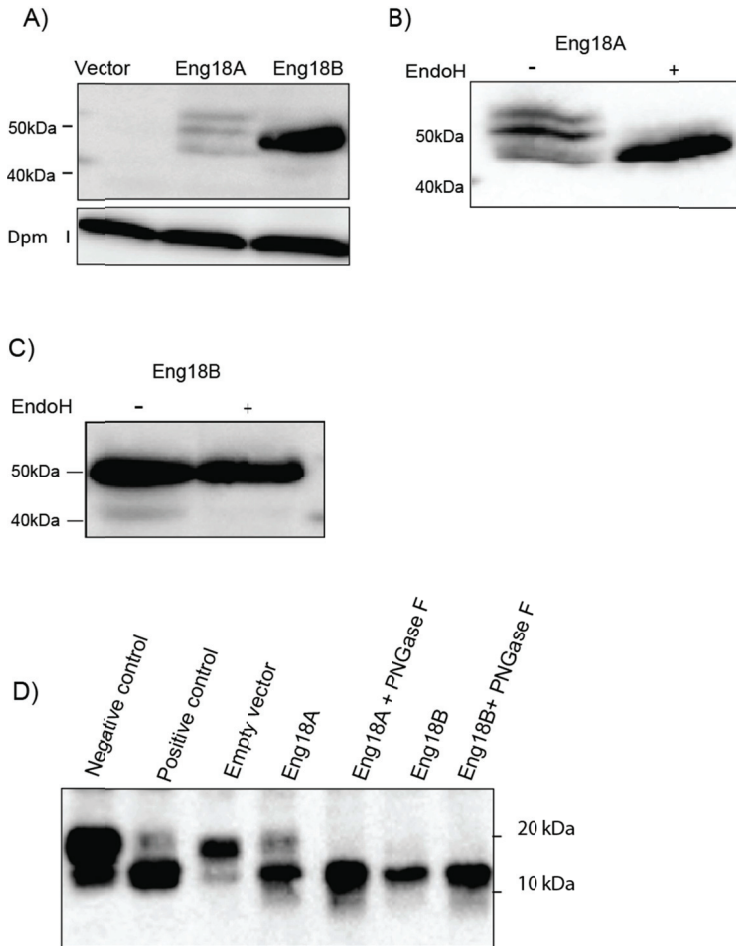 A)
Vector Eng18A Eng18B
50kDa
40kDa
Dpm I
B)
Eng18A
EndoH - +
50kDa
40kDa
C)
Eng18B
EndoH - +
50kDa
40kDa
D)
Negative control
Positive control
Empty vector
Eng18A
Eng18A + PNGase F
Eng18B
Eng18B+ PNGase F
20 kDa
10 kDa